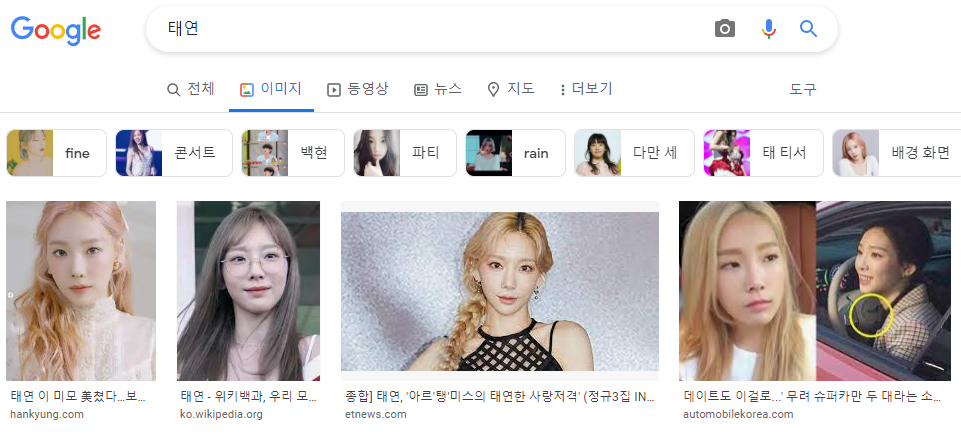 Google
태연
전체
이미지
동영상
뉴스
지도
더보기
도구
fine
콘서트
백현
파티
rain
다만 세
태 티서
배경 화면
태연 이 미모 美쳤다…보...
hankyung.com
태연 - 위키백과, 우리 모...
ko.wikipedia.org
종합] 태연, '아르'탱'미스의 태연한 사랑저격' (정규3집 IN...
etnews.com
데이트도 이걸로...' 무려 슈퍼카만 두 대라는 소...
automobilekorea.com